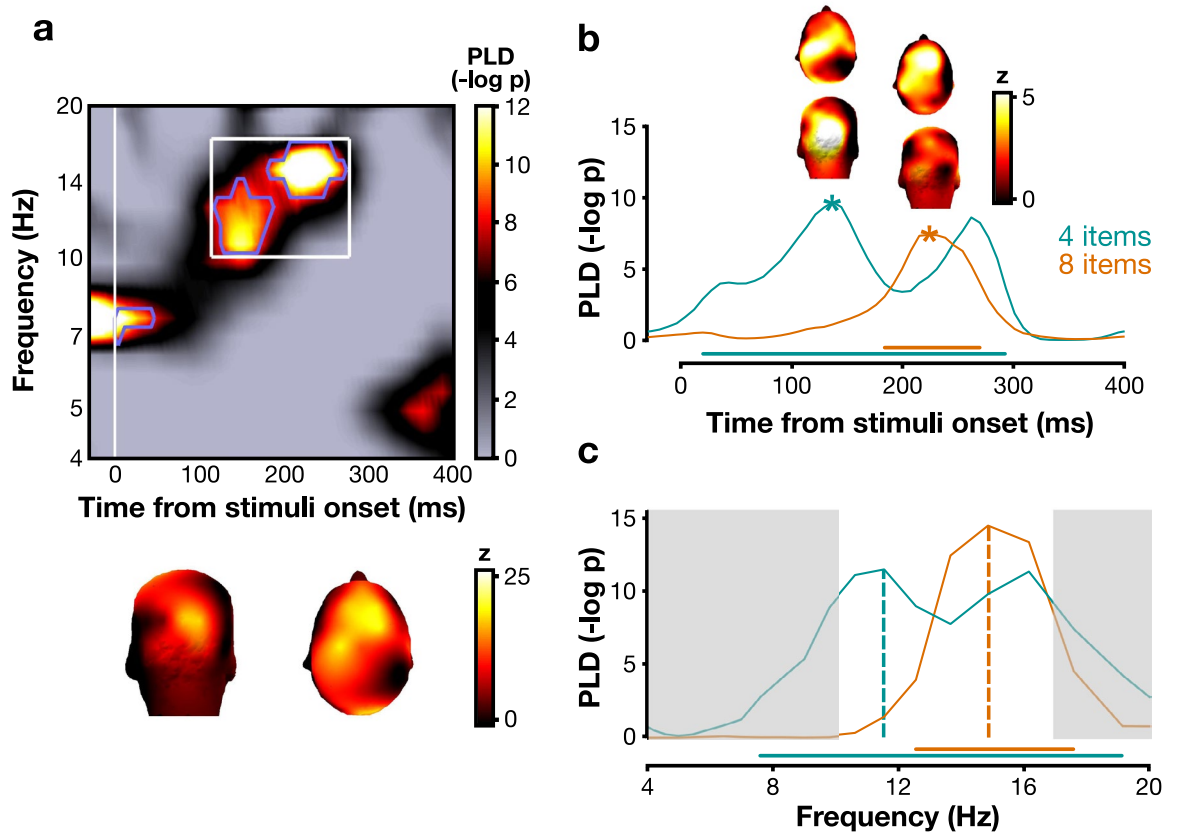 a
PLD
(-log p)
20
14
10
7
5
4
Frequency (Hz)
0
100
200
300
400
Time from stimuli onset (ms)
12
10
8
6
4
2
0
z
25
0
b
z
5
0
15
10
5
0
PLD (-log p)
*
*
4 items
8 items
0
100
200
300
400
Time from stimuli onset (ms)
c
15
10
5
0
PLD (-log p)
4
8
12
16
20
Frequency (Hz)